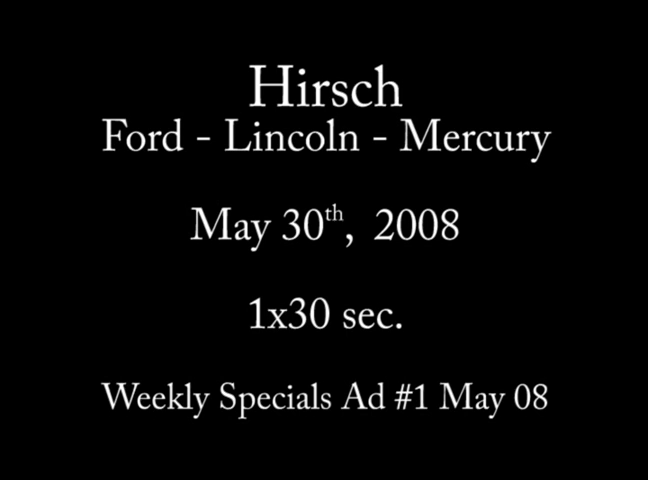 Hirsch
Ford - Lincoln - Mercury
May 30th, 2008
1x30 sec.
Weekly Specials Ad #1 May 08